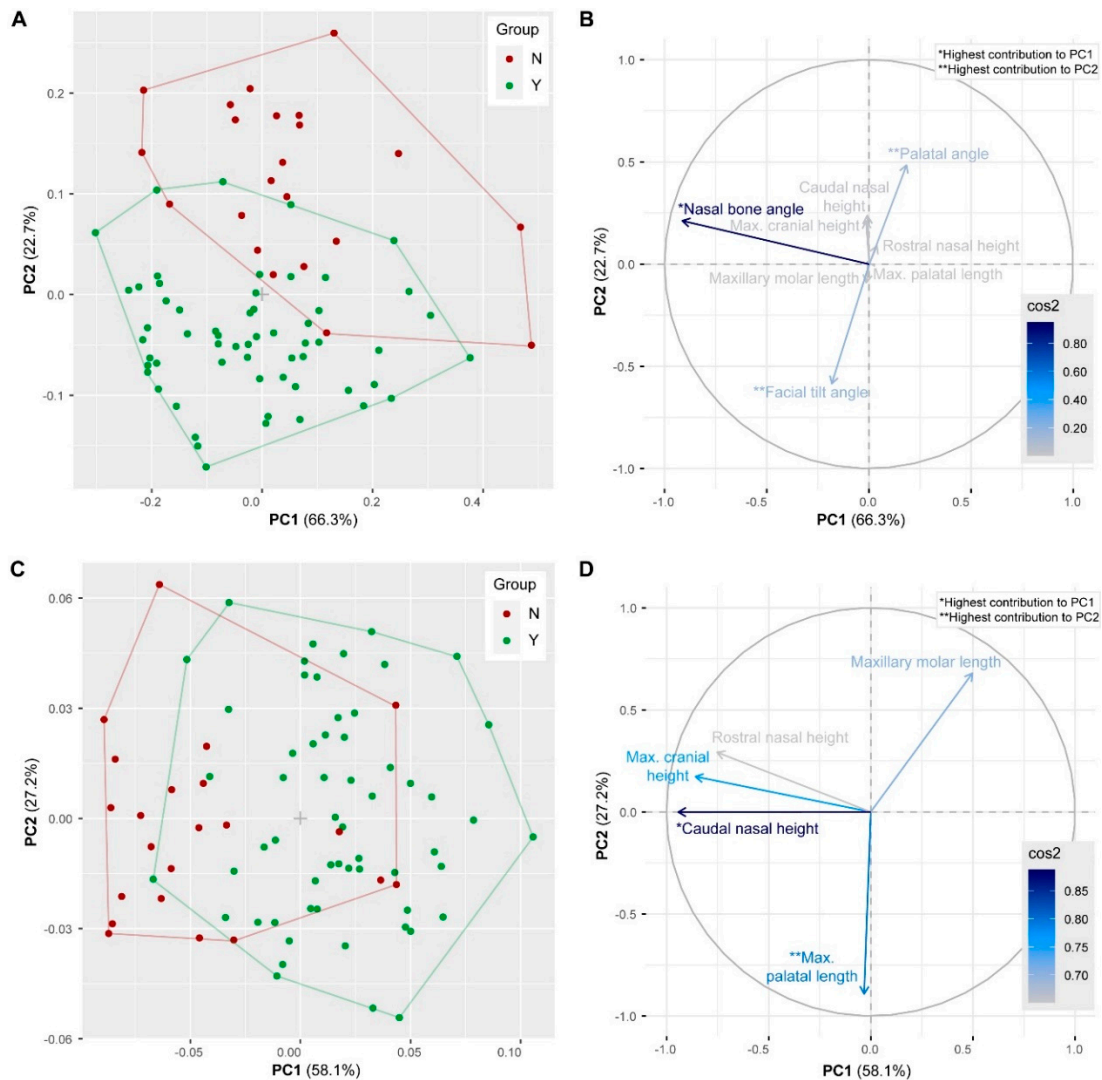 A
Group
N
Y
0.2
0.1
0.0
-0.1
PC2 (22.7%)
-0.2
0.0
0.2
0.4
PC1 (66.3%)
B
*Highest contribution to PC1
**Highest contribution to PC2
1.0
0.5
0.0
-0.5
-1.0
PC2 (22.7%)
**Palatal angle
Caudal nasal
height
*Nasal bone angle
Max. cranial height
Rostral nasal height
Maxillary molar length
Max. palatal length
**Facial tilt angle
cos2
0.80
0.60
0.40
0.20
-1.0
-0.5
0.0
0.5
1.0
PC1 (66.3%)
C
Group
N
Y
0.06
0.03
0.00
-0.03
-0.06
PC2 (27.2%)
-0.05
0.00
0.05
0.10
PC1 (58.1%)
D
*Highest contribution to PC1
**Highest contribution to PC2
1.0
0.5
0.0
-0.5
-1.0
PC2 (27.2%)
Maxillary molar length
Rostral nasal height
Max. cranial
height
*Caudal nasal height
**Max.
palatal length
cos2
0.85
0.80
0.75
0.70
-1.0
-0.5
0.0
0.5
1.0
PC1 (58.1%)